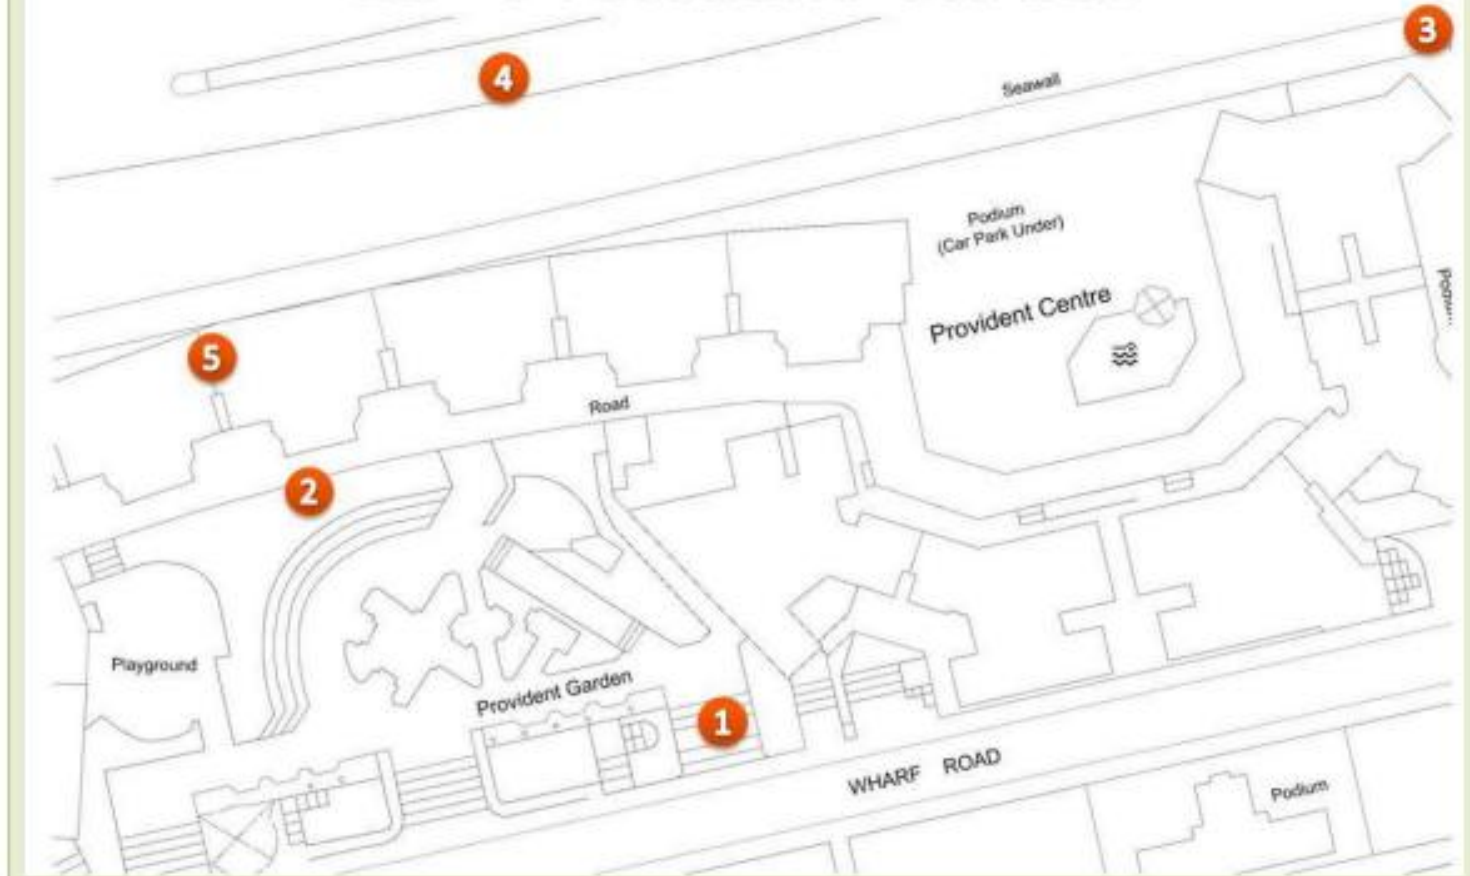 3
4
Seawall
Podium
(Car Park Under)
Provident Centre
5
Road
2
Playground
Provident Garden
1
WHARF ROAD
Podium